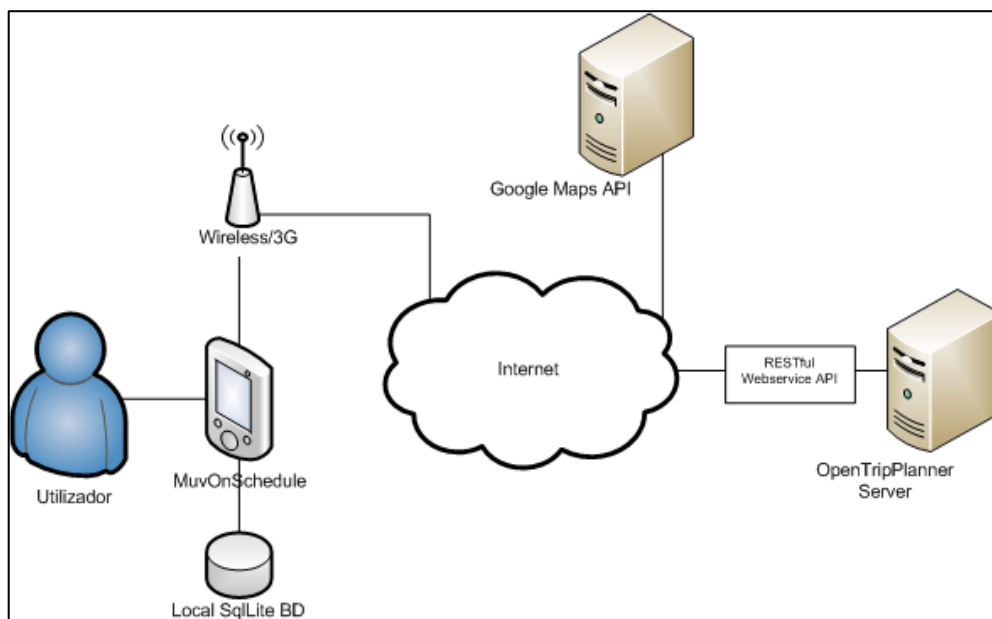 Google Maps API
Wireless/3G
Internet
RESTful
Webservice API
MuvOnSchedule
Utilizador
OpenTripPlanner
Server
Local SqlLite BD